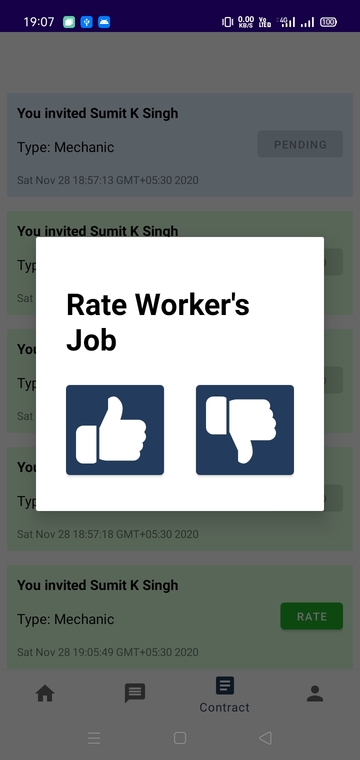 19:07
0.00 KB/S
Vo LTE
4G
100
You invited Sumit K Singh
Type: Mechanic
PENDING
Sat Nov 28 18:57:13 GMT+05:30 2020
You invited Sumit K Singh
Typ
Sat
Rate Worker's
Job
You
Typ
Sat
You
Typ
Sat Nov 28 18:57:18 GMT+05:30 2020
You invited Sumit K Singh
Type: Mechanic
RATE
Sat Nov 28 19:05:49 GMT+05:30 2020
Contract